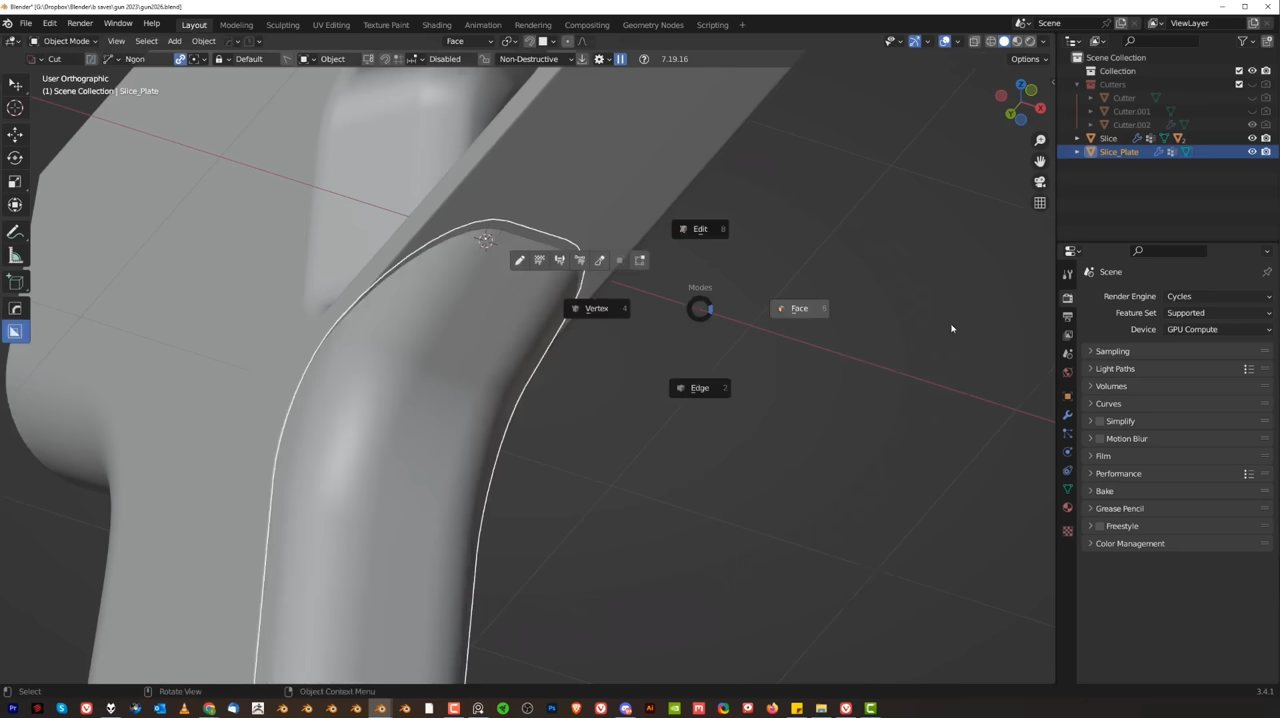 Blender* [G:\Dropbox\Blender\b saves\gun 2023\gun2026.blend]
File Edit Render Window Help Layout Modeling Sculpting UV Editing Texture Paint Shading Animation Rendering Compositing Geometry Nodes Scripting + Scene ViewLayer
Object Mode View Select Add Object Face
Cut Ngon Default Object Disabled Non-Destructive 7.19.16 Options
User Orthographic
(1) Scene Collection | Slice_Plate
Z
X
Y
Edit 8
Modes
Vertex 4
Face 6
Edge 2
Scene Collection
Collection
Cutters
Cutter
Cutter.001
Cutter.002
Slice 2
Slice_Plate
Scene
Render Engine Cycles
Feature Set Supported
Device GPU Compute
Sampling
Light Paths
Volumes
Curves
Simplify
Motion Blur
Film
Performance
Bake
Grease Pencil
Freestyle
Color Management
Select Rotate View Object Context Menu 3.4.1